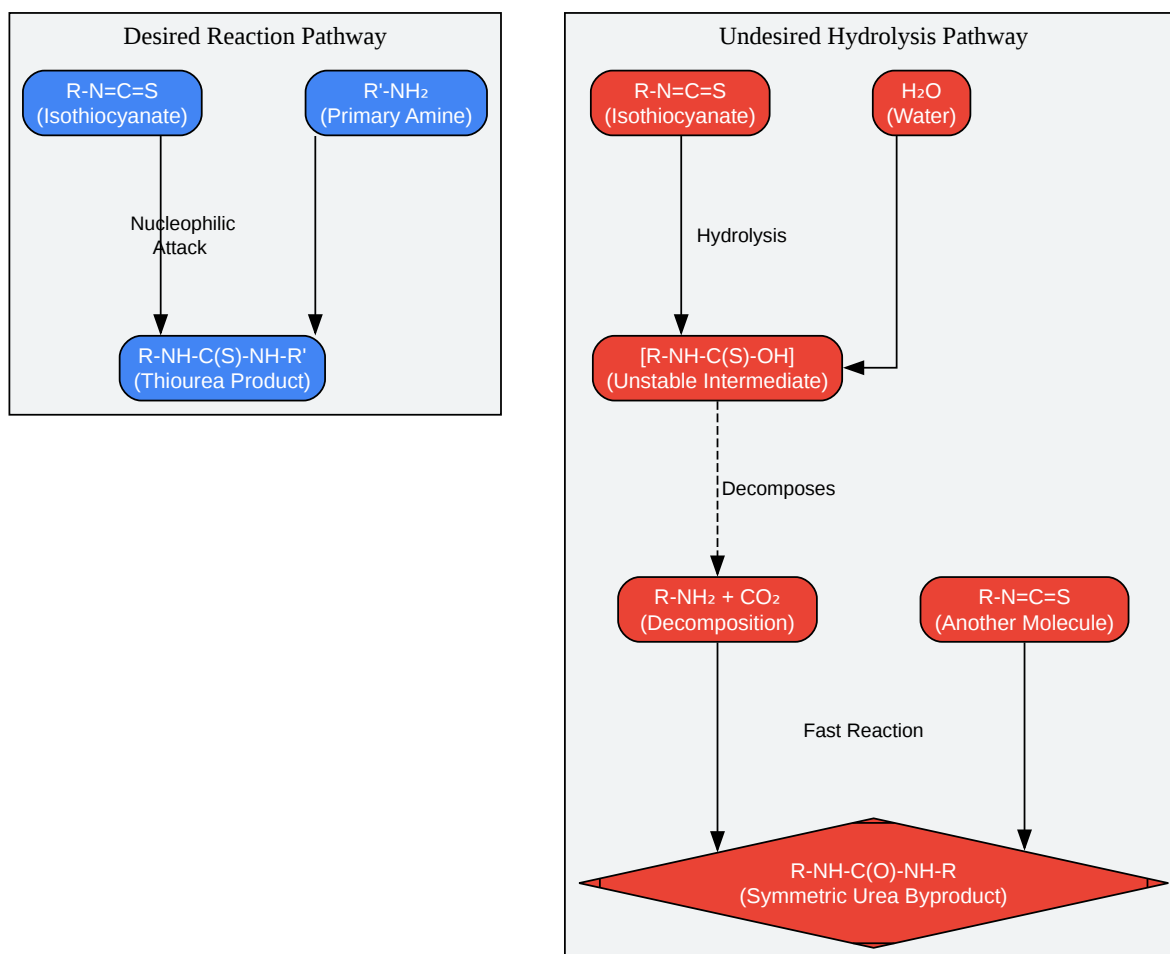 Desired Reaction Pathway
R-N=C=S
(Isothiocyanate)
R'-NH₂
(Primary Amine)
Nucleophilic
Attack
R-NH-C(S)-NH-R'
(Thiourea Product)
Undesired Hydrolysis Pathway
R-N=C=S
(Isothiocyanate)
H₂O
(Water)
Hydrolysis
[R-NH-C(S)-OH]
(Unstable Intermediate)
Decomposes
R-NH₂ + CO₂
(Decomposition)
R-N=C=S
(Another Molecule)
Fast Reaction
R-NH-C(O)-NH-R
(Symmetric Urea Byproduct)